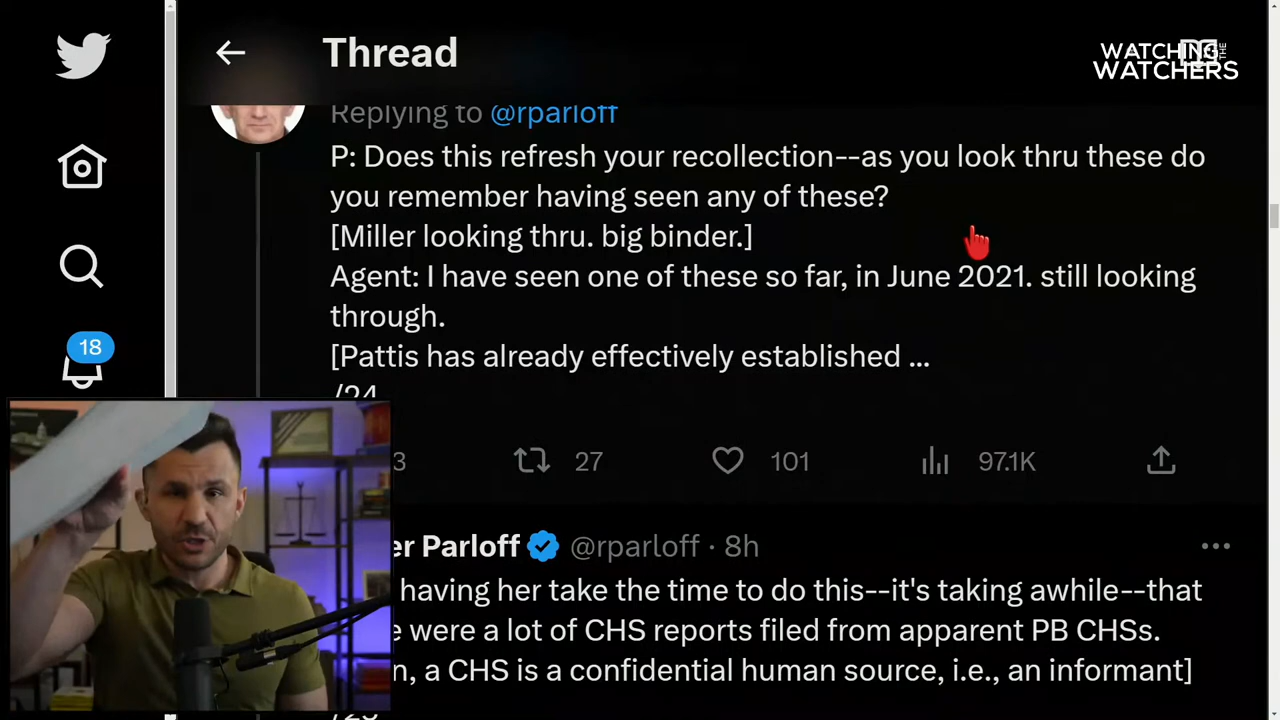 Thread
WATCHING THE
WATCHERS
Replying to @rparloff
P: Does this refresh your recollection--as you look thru these do
you remember having seen any of these?
[Miller looking thru. big binder.]
Agent: I have seen one of these so far, in June 2021. still looking
through.
[Pattis has already effectively established ...
/24
18
3 27 101 97.1K
er Parloff @rparloff · 8h
having her take the time to do this--it's taking awhile--that
e were a lot of CHS reports filed from apparent PB CHSs.
n, a CHS is a confidential human source, i.e., an informant]